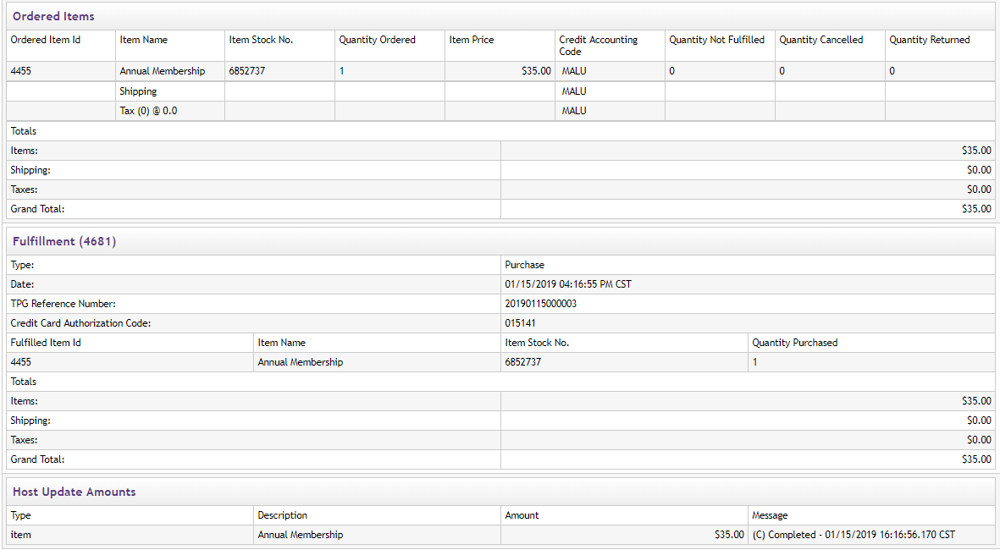 Ordered Items
Ordered Item Id Item Name Item Stock No. Quantity Ordered Item Price Credit Accounting Code Quantity Not Fulfilled Quantity Cancelled Quantity Returned
4455 Annual Membership 6852737 1 $35.00 MALU 0 0 0
Shipping MALU
Tax (0) @ 0.0 MALU
Totals
Items: $35.00
Shipping: $0.00
Taxes: $0.00
Grand Total: $35.00
Fulfillment (4681)
Type: Purchase
Date: 01/15/2019 04:16:55 PM CST
TPG Reference Number: 20190115000003
Credit Card Authorization Code: 015141
Fulfilled Item Id Item Name Item Stock No. Quantity Purchased
4455 Annual Membership 6852737 1
Totals
Items: $35.00
Shipping: $0.00
Taxes: $0.00
Grand Total: $35.00
Host Update Amounts
Type Description Amount Message
item Annual Membership $35.00 (C) Completed - 01/15/2019 16:16:56.170 CST